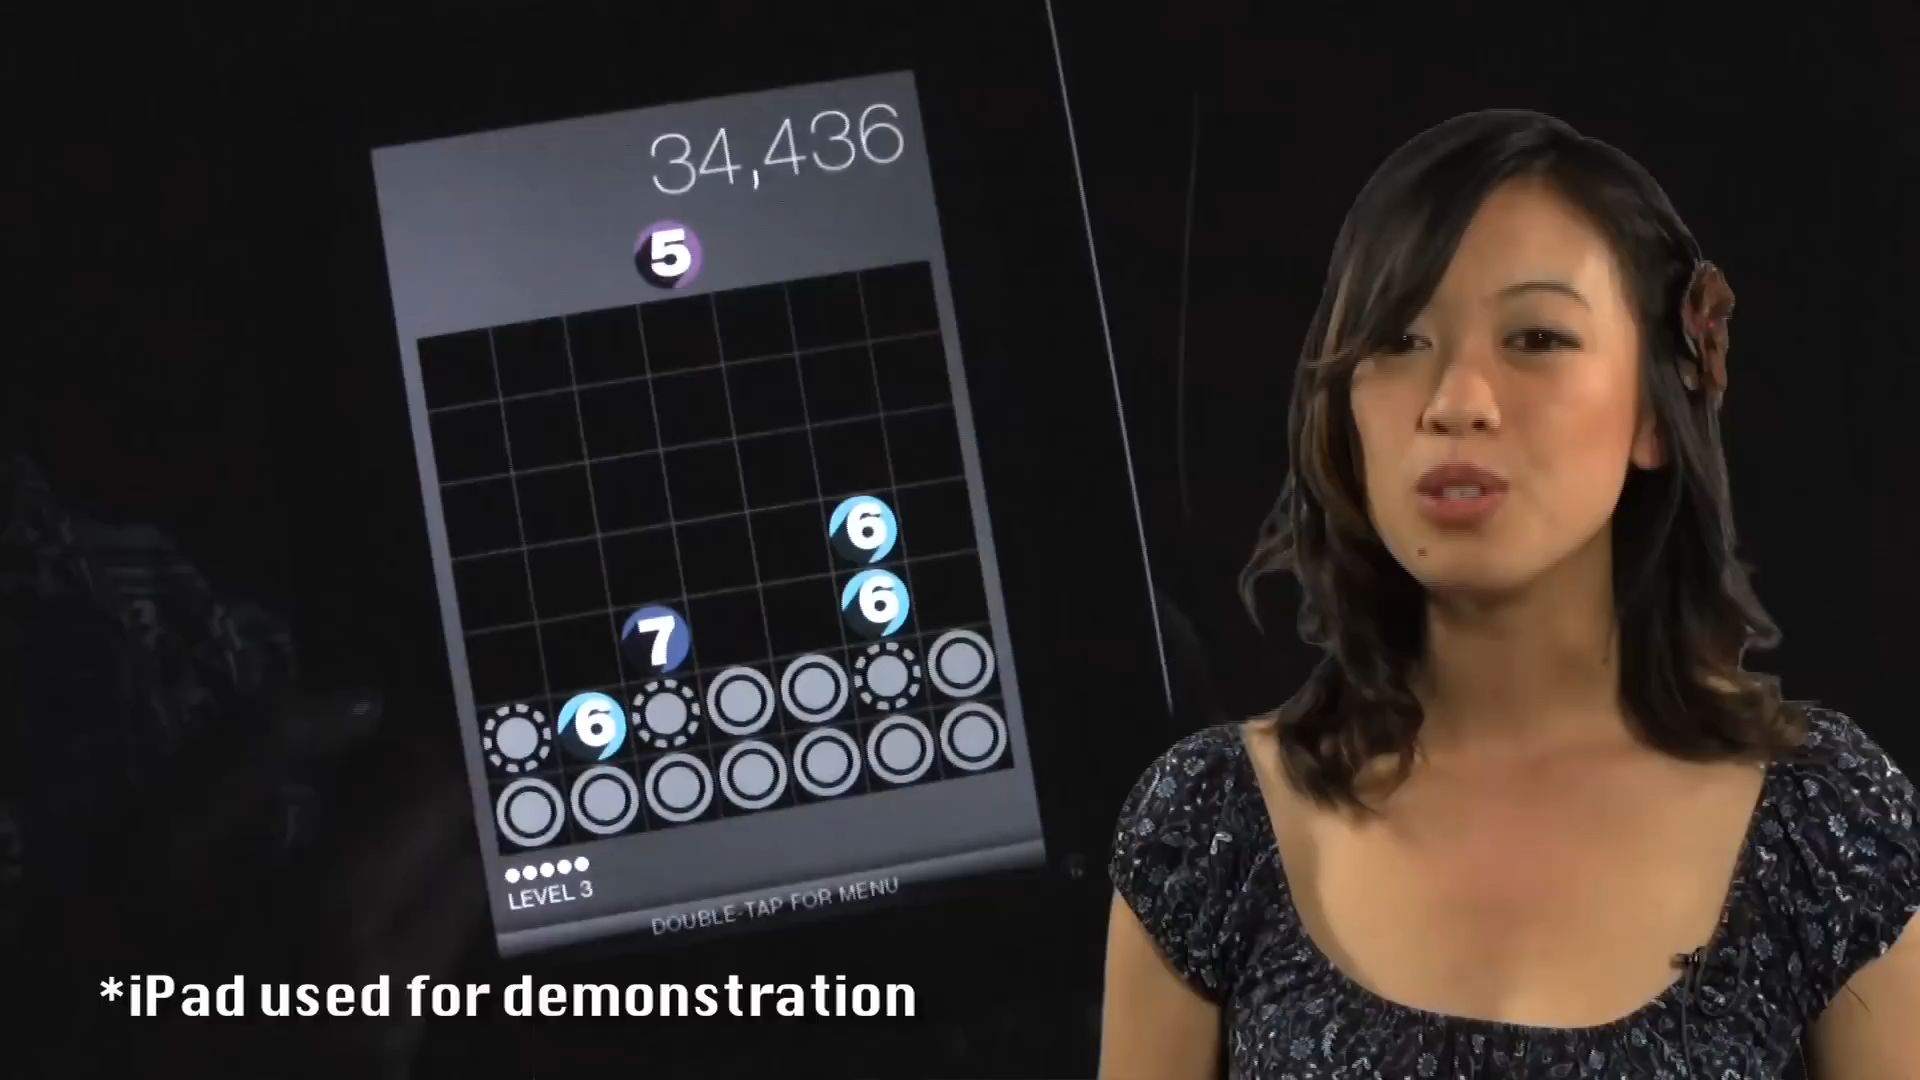 34,436
5
6
6
7
6
LEVEL 3
DOUBLE-TAP FOR MENU
*iPad used for demonstration